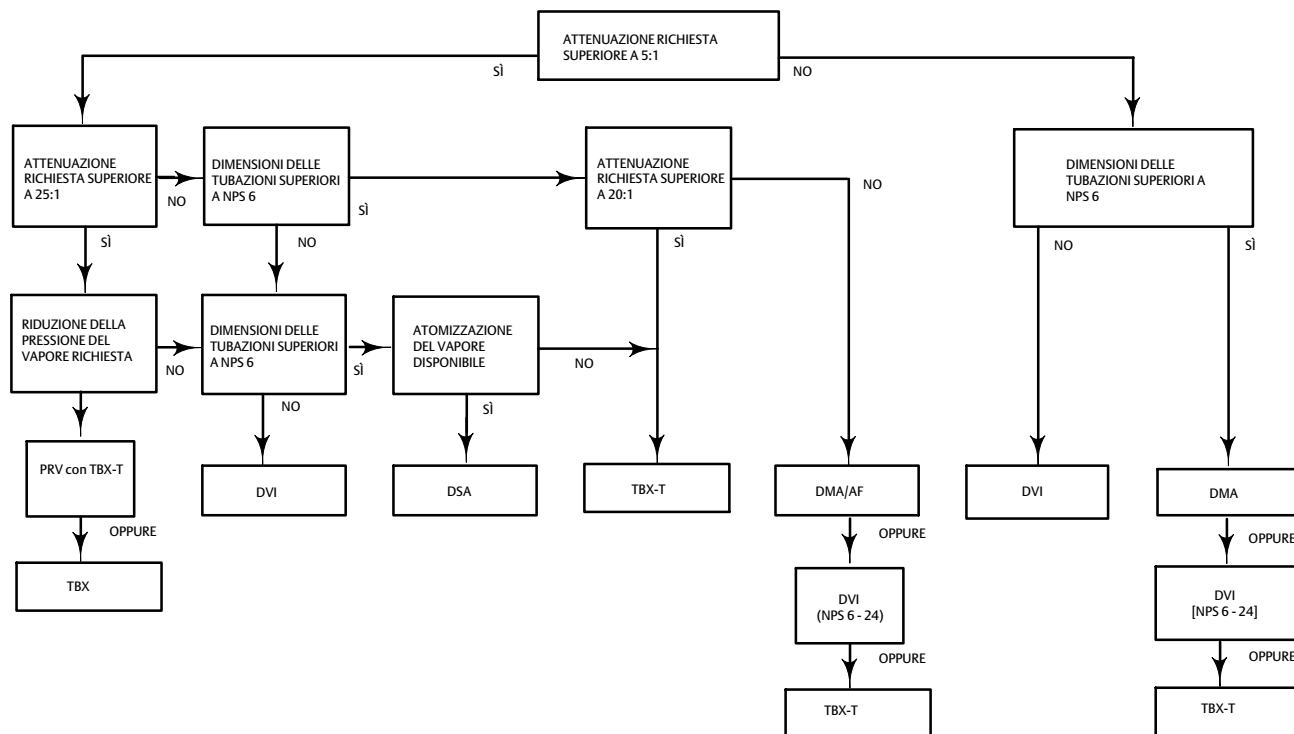 ATTENUAZIONE RICHIESTA
SUPERIORE A 5:1
SÌ
NO
ATTENUAZIONE
RICHIESTA SUPERIORE
A 25:1
NO
SÌ
DIMENSIONI DELLE
TUBAZIONI SUPERIORI
A NPS 6
SÌ
NO
ATTENUAZIONE
RICHIESTA SUPERIORE
A 20:1
NO
SÌ
DIMENSIONI DELLE
TUBAZIONI SUPERIORI A
NPS 6
NO
SÌ
RIDUZIONE DELLA
PRESSIONE DEL
VAPORE RICHIESTA
NO
DIMENSIONI DELLE
TUBAZIONI SUPERIORI
A NPS 6
SÌ
NO
ATOMIZZAZIONE
DEL VAPORE
DISPONIBILE
NO
SÌ
PRV con TBX-T
OPPURE
TBX
DVI
DSA
TBX-T
DMA/AF
OPPURE
DVI
(NPS 6 - 24)
OPPURE
TBX-T
DVI
DMA
OPPURE
DVI
[NPS 6 - 24]
OPPURE
TBX-T